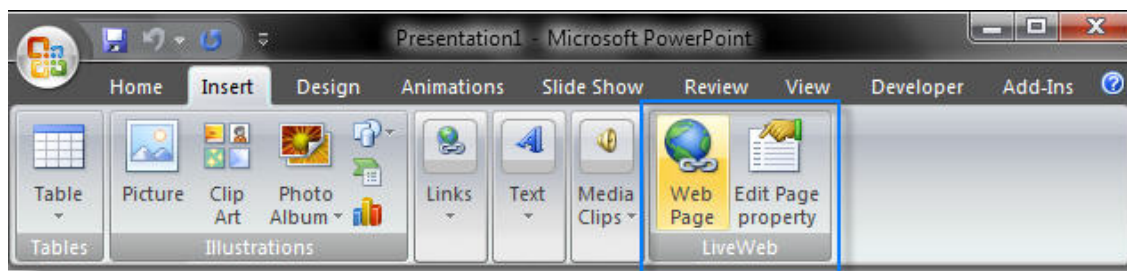 Presentation1 - Microsoft PowerPoint
Home Insert Design Animations Slide Show Review View Developer Add-Ins
Table Picture Clip Art Photo Album Links Text Media Clips Web Page Edit Page property
Tables Illustrations LiveWeb